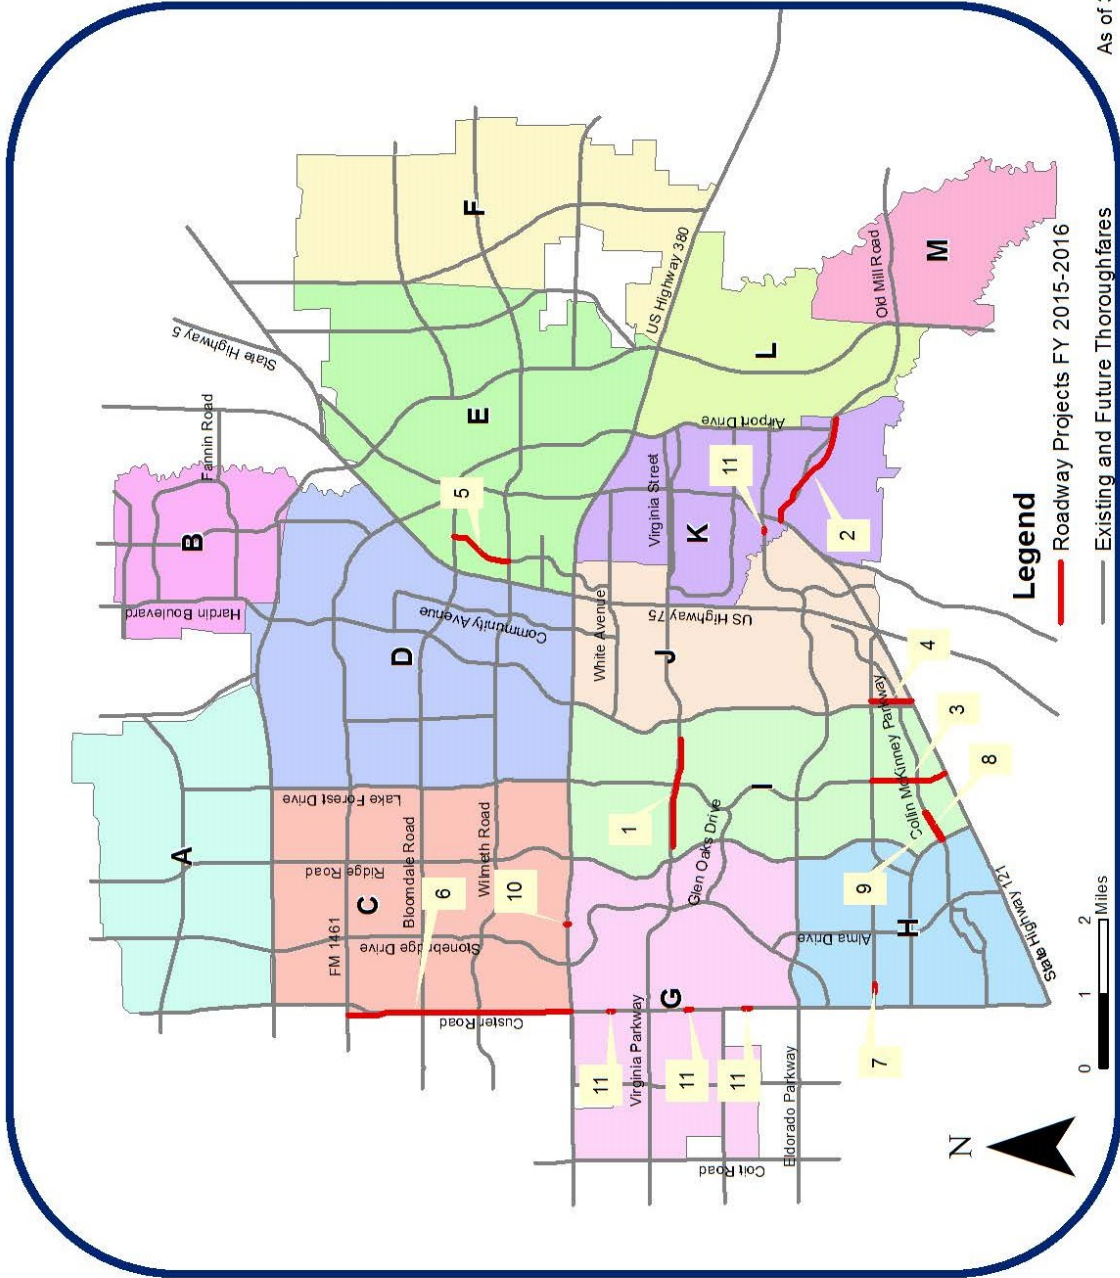 As of 3
State Highway 5
Fannin Road
B
Hardin Boulevard
F
E
US Highway 380
Old Mill Road
M
L
Airport Drive
5
11
Virginia Street
K
2
D
Community Avenue
White Avenue
US Highway 75
J
4
3
8
Collin McKinney Parkway
A
Lake Forest Drive
Ridge Road
FM 1461
C
Bloomdale Road
Wilmeth Road
Stonebridge Drive
6
10
Custer Road
1
Glen Oaks Drive
I
9
Alma Drive
H
State Highway 121
G
Virginia Parkway
11
11
11
7
Eldorado Parkway
Coit Road
N
0 1 2 Miles
Legend
Roadway Projects FY 2015-2016
Existing and Future Thoroughfares